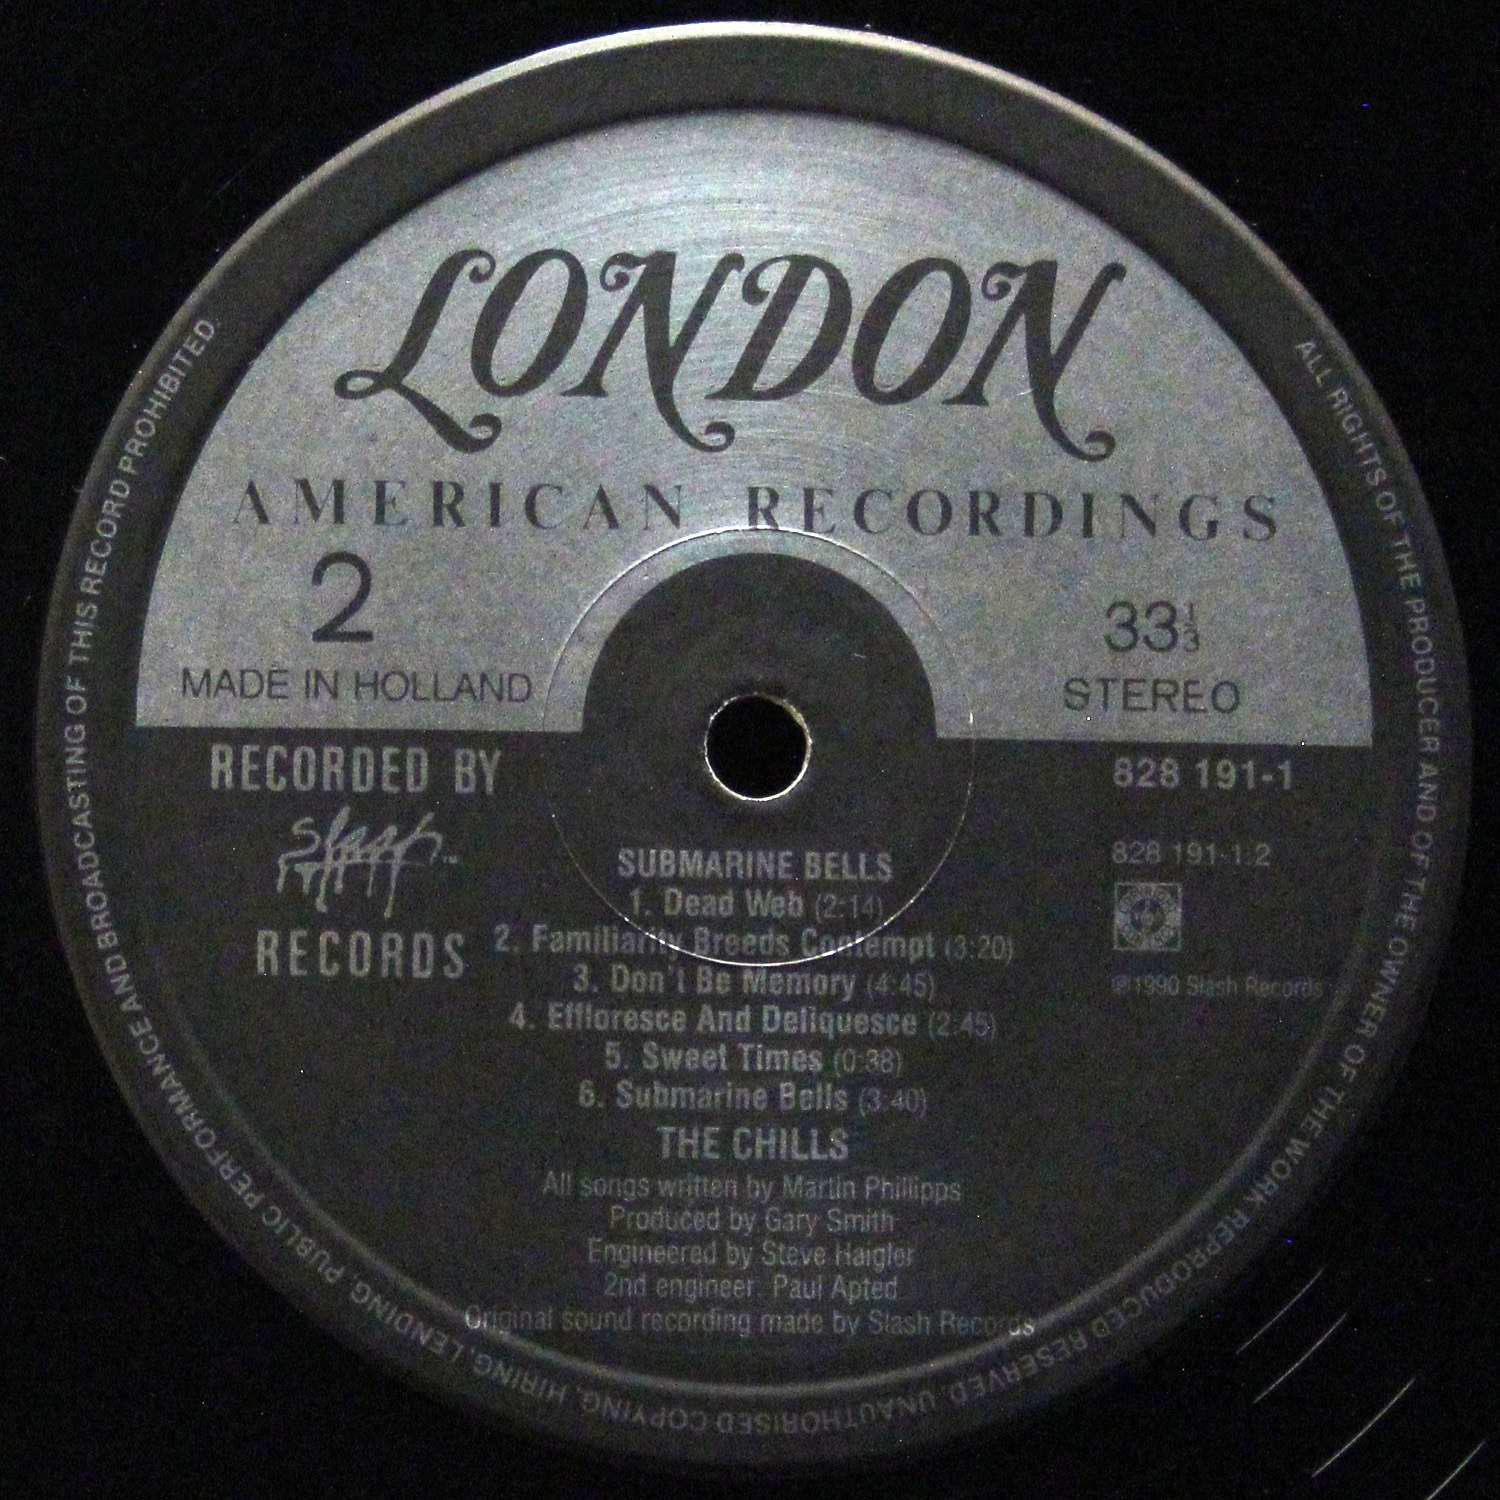 LONDON
AMERICAN RECORDINGS
2
MADE IN HOLLAND
33 1/3
STEREO
RECORDED BY
slash™
RECORDS
828 191-1
828 191-1.2
℗1990 Slash Records
SUBMARINE BELLS
1. Dead Web (2:14)
2. Familiarity Breeds Contempt (3:20)
3. Don't Be Memory (4:45)
4. Effloresce And Deliquesce (2:45)
5. Sweet Times (0:38)
6. Submarine Bells (3:40)
THE CHILLS
All songs written by Martin Phillipps
Produced by Gary Smith
Engineered by Steve Haigler
2nd engineer. Paul Apted
Original sound recording made by Slash Records
ALL RIGHTS OF THE PRODUCER AND OF THE OWNER OF THE WORK REPRODUCED RESERVED. UNAUTHORISED COPYING, HIRING, LENDING, PUBLIC PERFORMANCE AND BROADCASTING OF THIS RECORD PROHIBITED